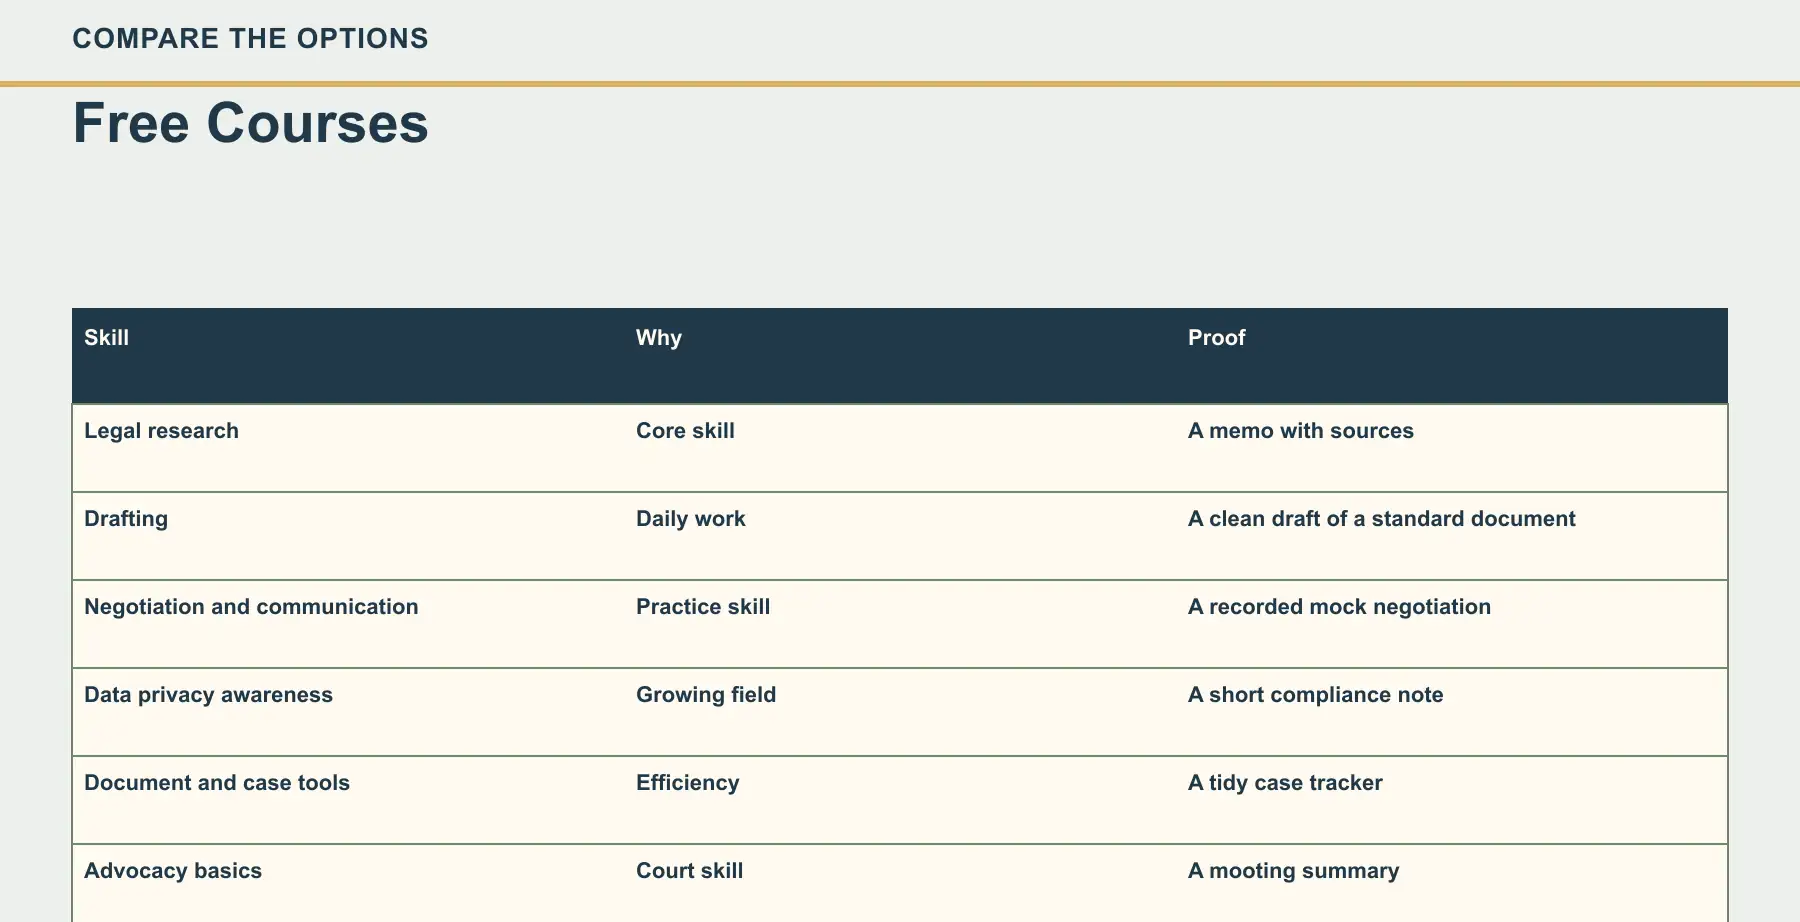 COMPARE THE OPTIONS
Free Courses
Skill Why Proof
Legal research Core skill A memo with sources
Drafting Daily work A clean draft of a standard document
Negotiation and communication Practice skill A recorded mock negotiation
Data privacy awareness Growing field A short compliance note
Document and case tools Efficiency A tidy case tracker
Advocacy basics Court skill A mooting summary